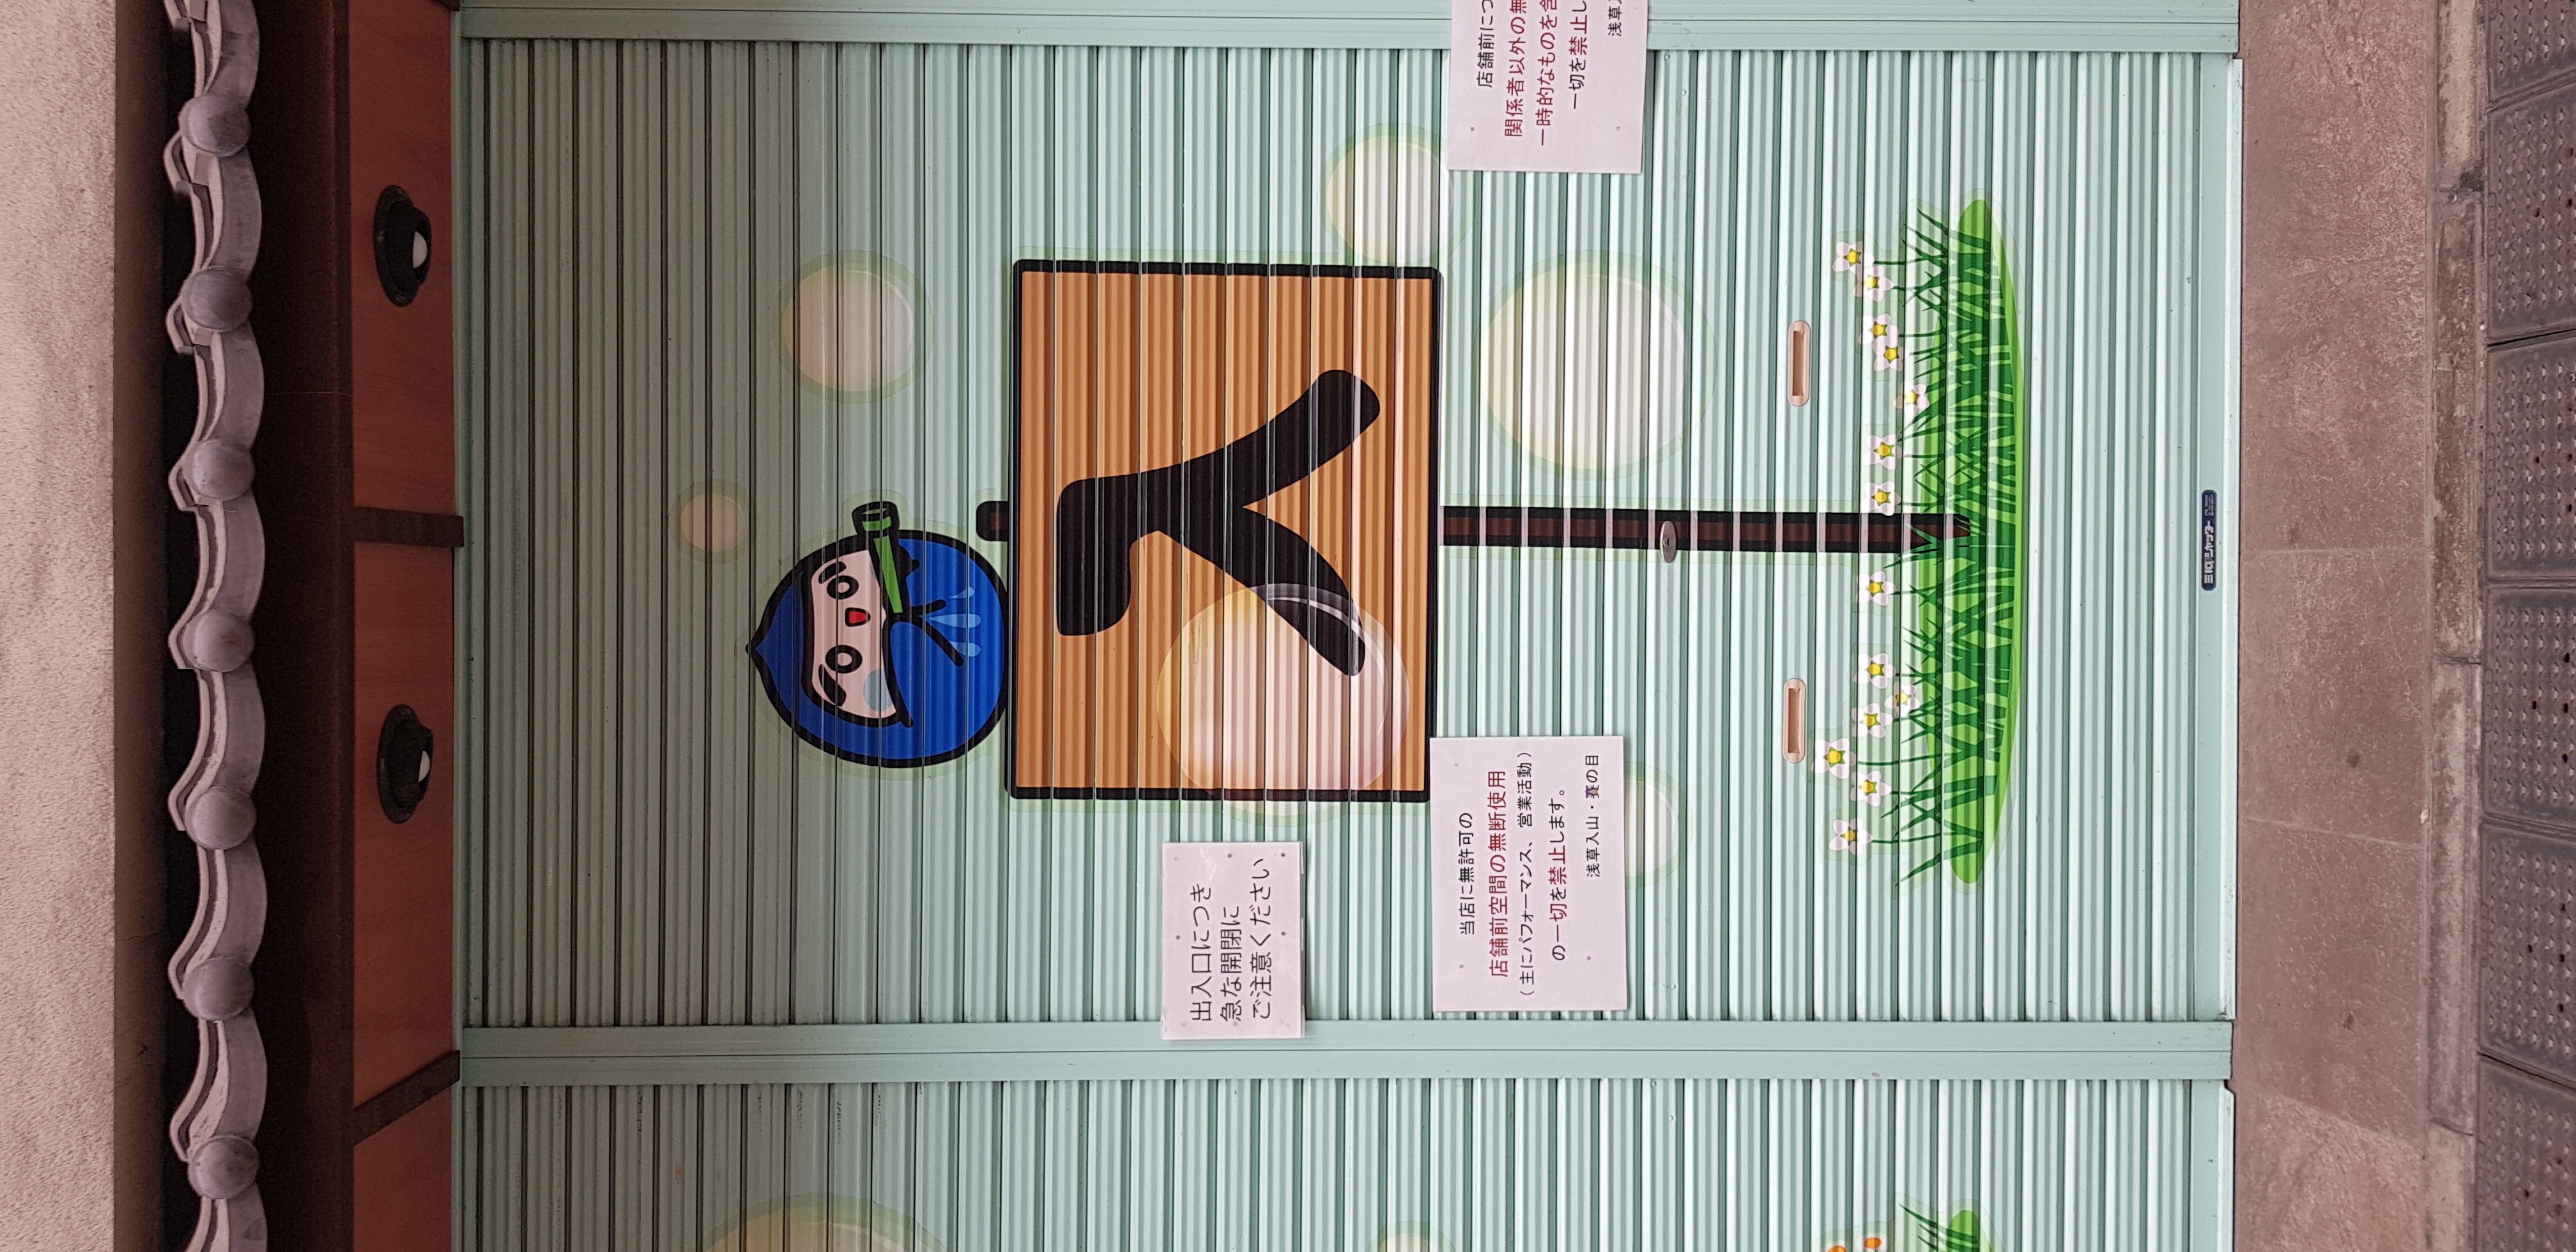 入
出入口につき
急な開閉に
ご注意ください
当店に無許可の
店舗前空間の無断使用
（主にパフォーマンス、営業活動）
の一切を禁止します。
浅草入山・賽の目
店舗前につ
関係者以外の無
一時的なものを含
一切を禁止し
浅草
三和シャッター